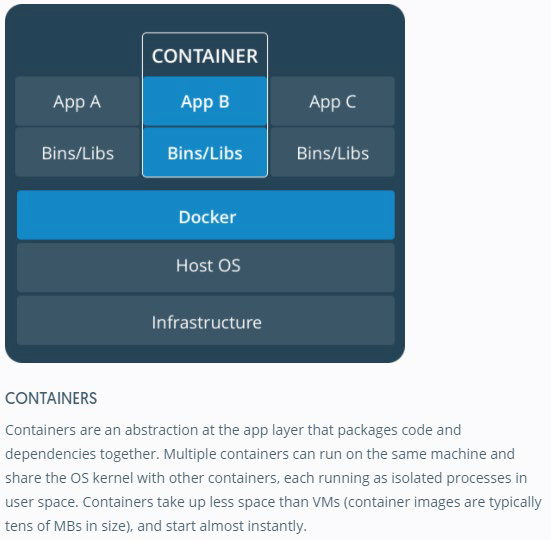 CONTAINER
App A App B App C
Bins/Libs Bins/Libs Bins/Libs
Docker
Host OS
Infrastructure
CONTAINERS
Containers are an abstraction at the app layer that packages code and
dependencies together. Multiple containers can run on the same machine and
share the OS kernel with other containers, each running as isolated processes in
user space. Containers take up less space than VMs (container images are typically
tens of MBs in size), and start almost instantly.